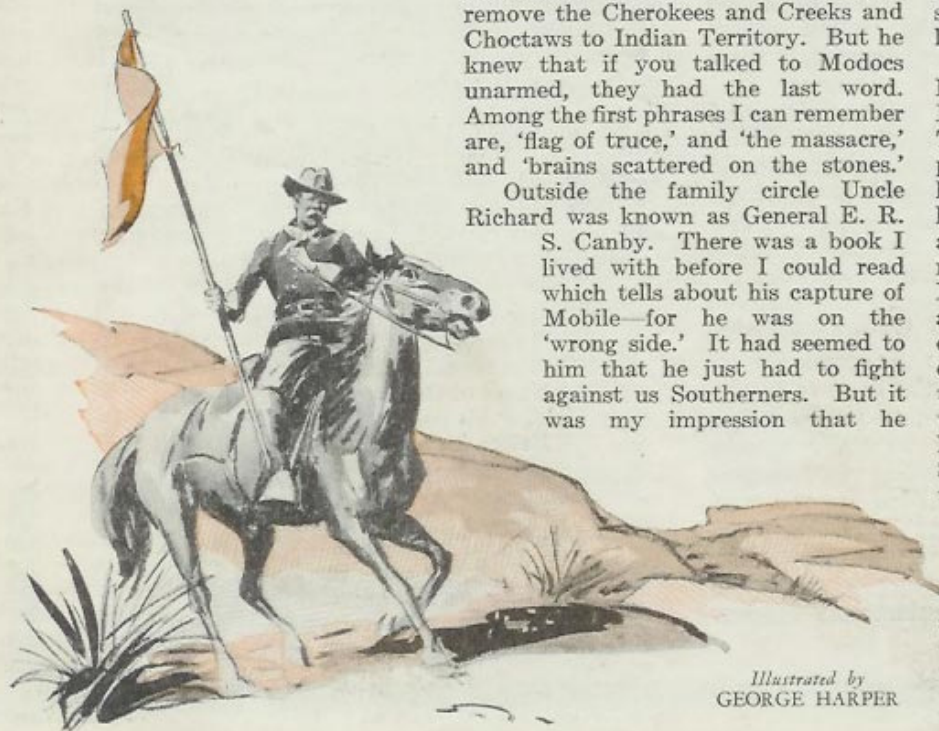 remove the Cherokees and Creeks and
Choctaws to Indian Territory. But he
knew that if you talked to Modocs
unarmed, they had the last word.
Among the first phrases I can remember
are, 'flag of truce,' and 'the massacre,'
and 'brains scattered on the stones.'
Outside the family circle Uncle
Richard was known as General E. R.
S. Canby. There was a book I
lived with before I could read
which tells about his capture of
Mobile—for he was on the
'wrong side.' It had seemed to
him that he just had to fight
against us Southerners. But it
was my impression that he
Illustrated by
GEORGE HARPER